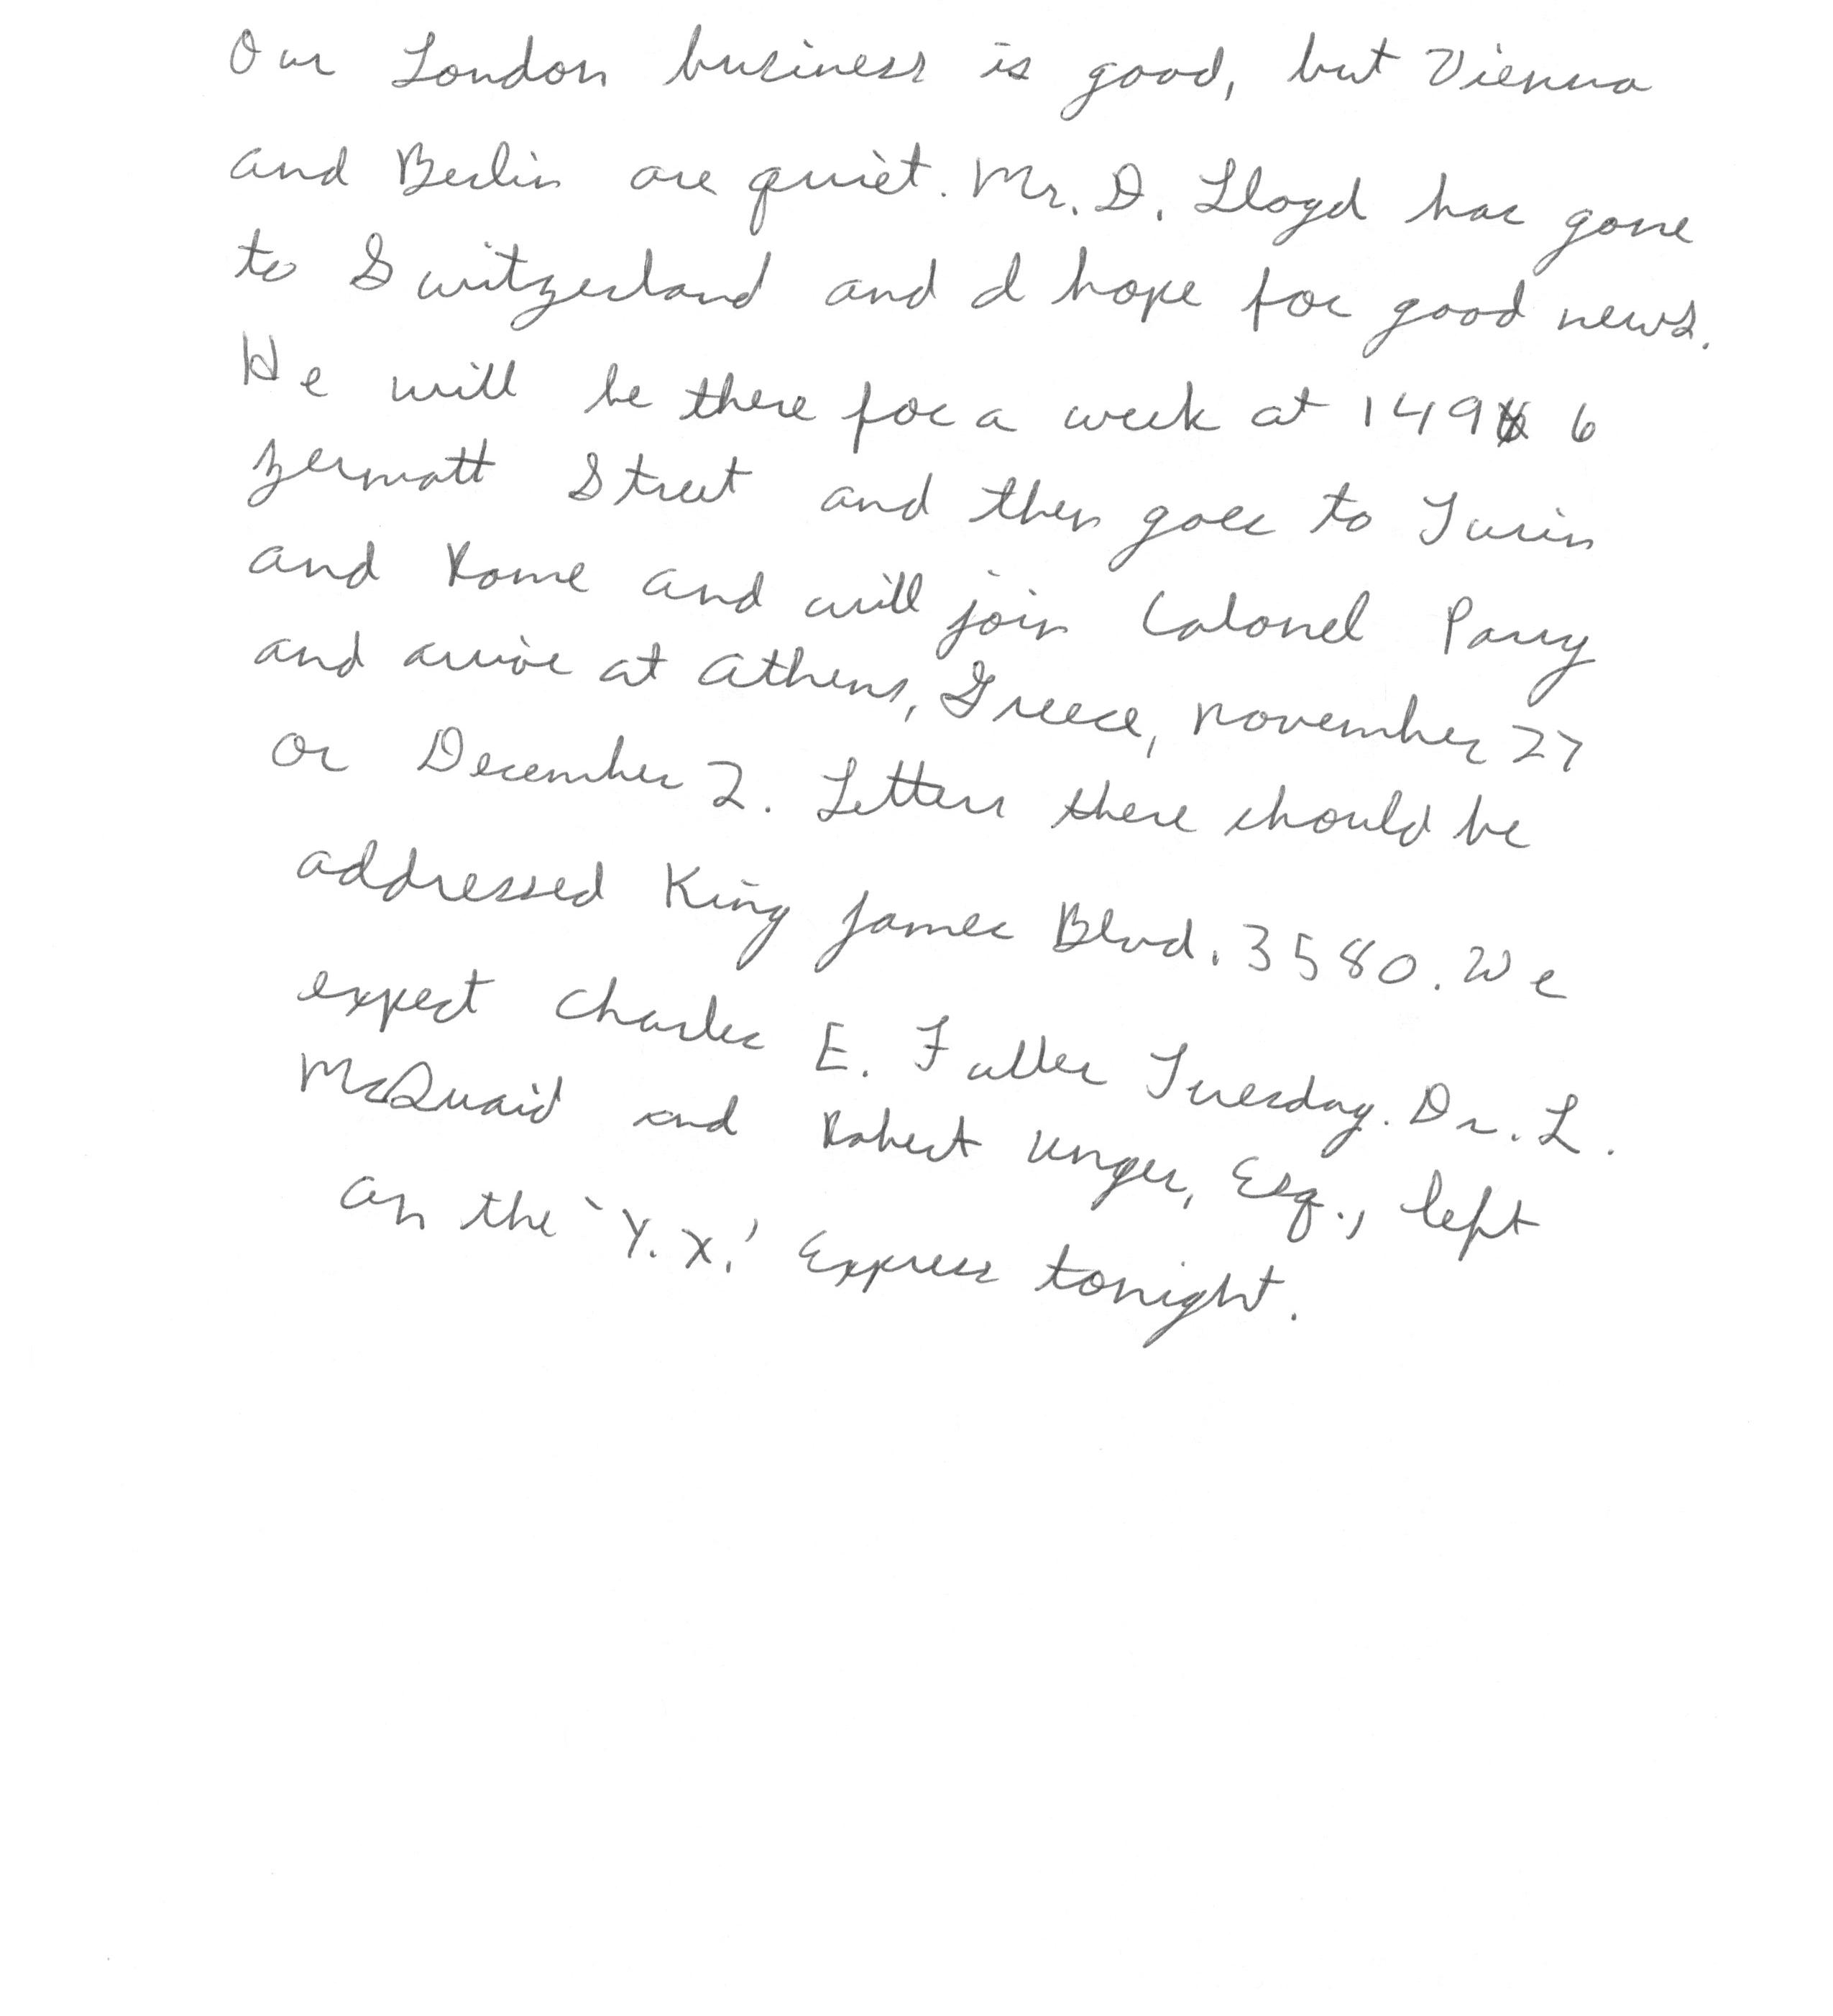 Our London business is good, but Vienna
and Berlin are quiet. Mr. D. Lloyd has gone
to Switzerland and I hope for good news.
He will be there for a week at 149 6
Zermatt Street and then goes to Turin
and Rome and will join Colonel Parry
and arrive at Athens, Greece, November 27
or December 2. Letters there should be
addressed King James Blvd. 3580. We
expect Charles E. Fuller Tuesday. Dr. L.
McQuaid and Robert Unger, Esq., left
on the 'Y.X.' Express tonight.